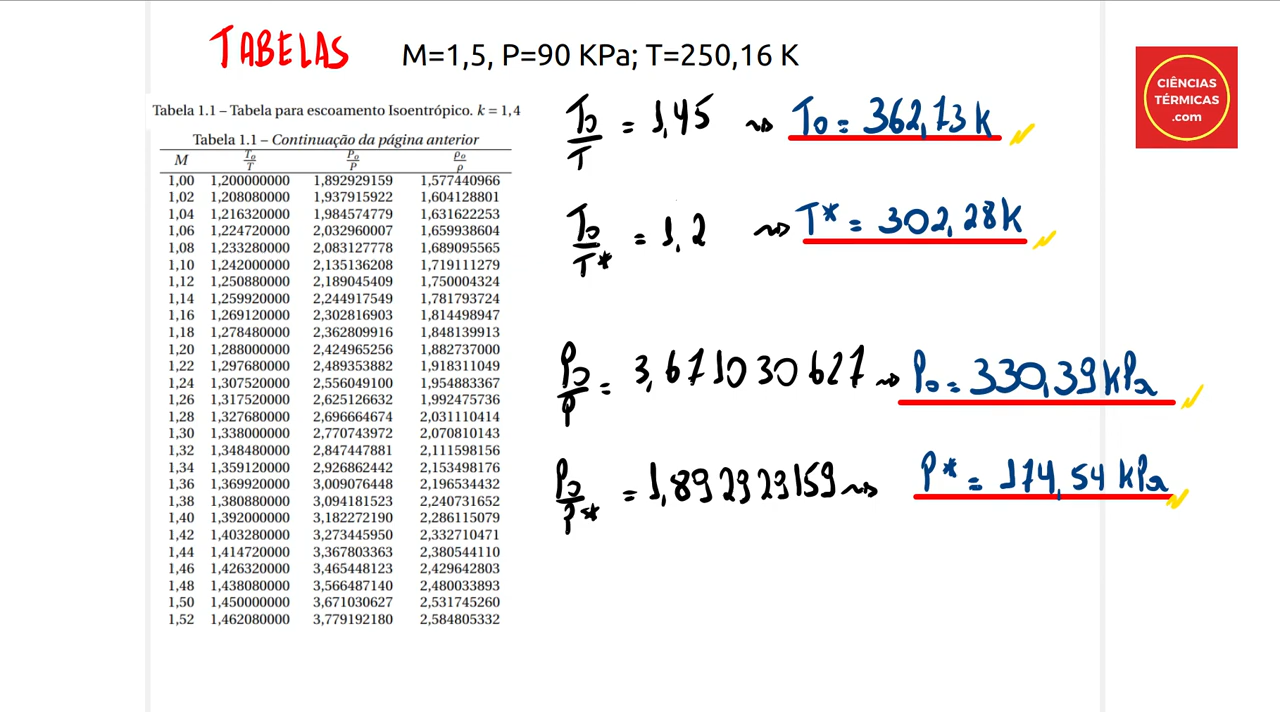 TABELAS
M=1,5, P=90 KPa; T=250,16 K
CIÊNCIAS
TÉRMICAS
.com
Tabela 1.1 – Tabela para escoamento Isoentrópico. k = 1,4
Tabela 1.1 – Continuação da página anterior
M To/T Po/P ρo/ρ
1,00 1,200000000 1,892929159 1,577440966
1,02 1,208080000 1,937915922 1,604128801
1,04 1,216320000 1,984574779 1,631622253
1,06 1,224720000 2,032960007 1,659938604
1,08 1,233280000 2,083127778 1,689095565
1,10 1,242000000 2,135136208 1,719111279
1,12 1,250880000 2,189045409 1,750004324
1,14 1,259920000 2,244917549 1,781793724
1,16 1,269120000 2,302816903 1,814498947
1,18 1,278480000 2,362809916 1,848139913
1,20 1,288000000 2,424965256 1,882737000
1,22 1,297680000 2,489353882 1,918311049
1,24 1,307520000 2,556049100 1,954883367
1,26 1,317520000 2,625126632 1,992475736
1,28 1,327680000 2,696664674 2,031110414
1,30 1,338000000 2,770743972 2,070810143
1,32 1,348480000 2,847447881 2,111598156
1,34 1,359120000 2,926862442 2,153498176
1,36 1,369920000 3,009076448 2,196534432
1,38 1,380880000 3,094181523 2,240731652
1,40 1,392000000 3,182272190 2,286115079
1,42 1,403280000 3,273445950 2,332710471
1,44 1,414720000 3,367803363 2,380544110
1,46 1,426320000 3,465448123 2,429642803
1,48 1,438080000 3,566487140 2,480033893
1,50 1,450000000 3,671030627 2,531745260
1,52 1,462080000 3,779192180 2,584805332
To/T = 1,45 ⇝ To = 362,73 K
To/T* = 1,2 ⇝ T* = 302,28 K
Po/P = 3,671030627 ⇝ Po = 330,39 kPa
Po/P* = 1,892929159 ⇝ P* = 174,54 kPa